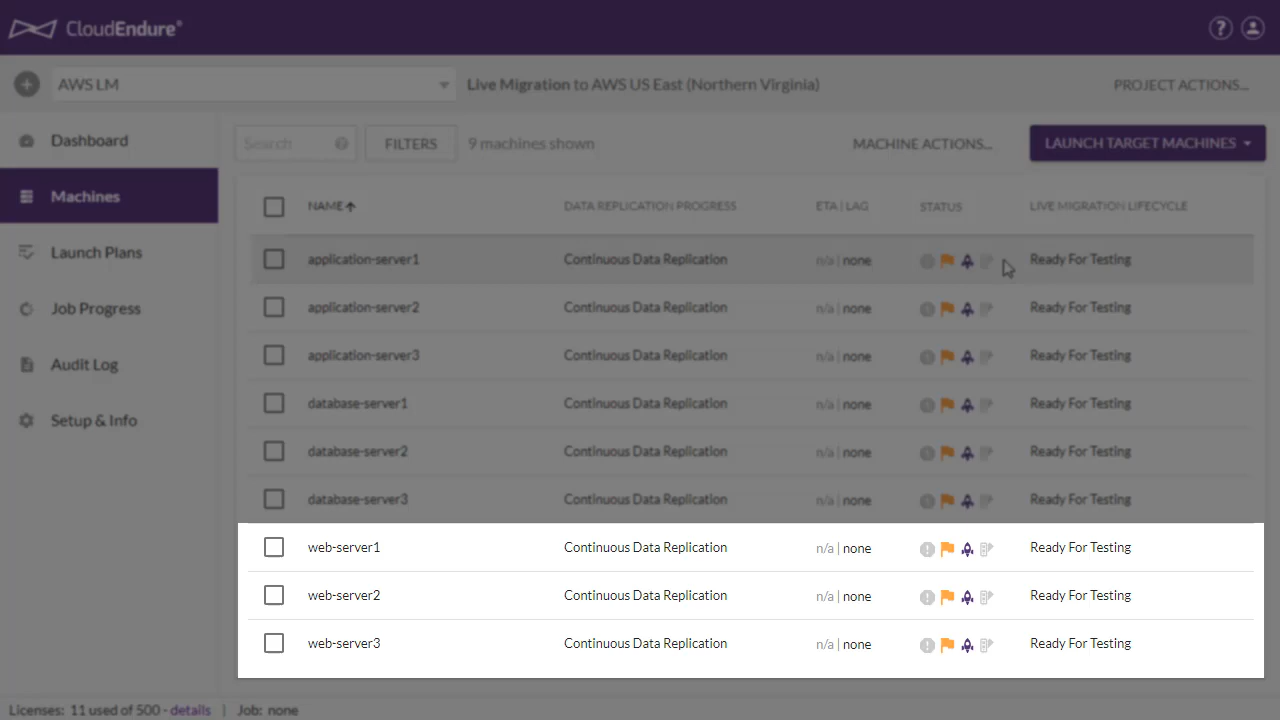 CloudEndure®
?
+ AWS LM Live Migration to AWS US East (Northern Virginia) PROJECT ACTIONS...
Dashboard
Machines
Launch Plans
Job Progress
Audit Log
Setup & Info
Search ? FILTERS 9 machines shown MACHINE ACTIONS... LAUNCH TARGET MACHINES
NAME DATA REPLICATION PROGRESS ETA | LAG STATUS LIVE MIGRATION LIFECYCLE
application-server1 Continuous Data Replication n/a | none Ready For Testing
application-server2 Continuous Data Replication n/a | none Ready For Testing
application-server3 Continuous Data Replication n/a | none Ready For Testing
database-server1 Continuous Data Replication n/a | none Ready For Testing
database-server2 Continuous Data Replication n/a | none Ready For Testing
database-server3 Continuous Data Replication n/a | none Ready For Testing
web-server1 Continuous Data Replication n/a | none Ready For Testing
web-server2 Continuous Data Replication n/a | none Ready For Testing
web-server3 Continuous Data Replication n/a | none Ready For Testing
Licenses: 11 used of 500 - details | Job: none